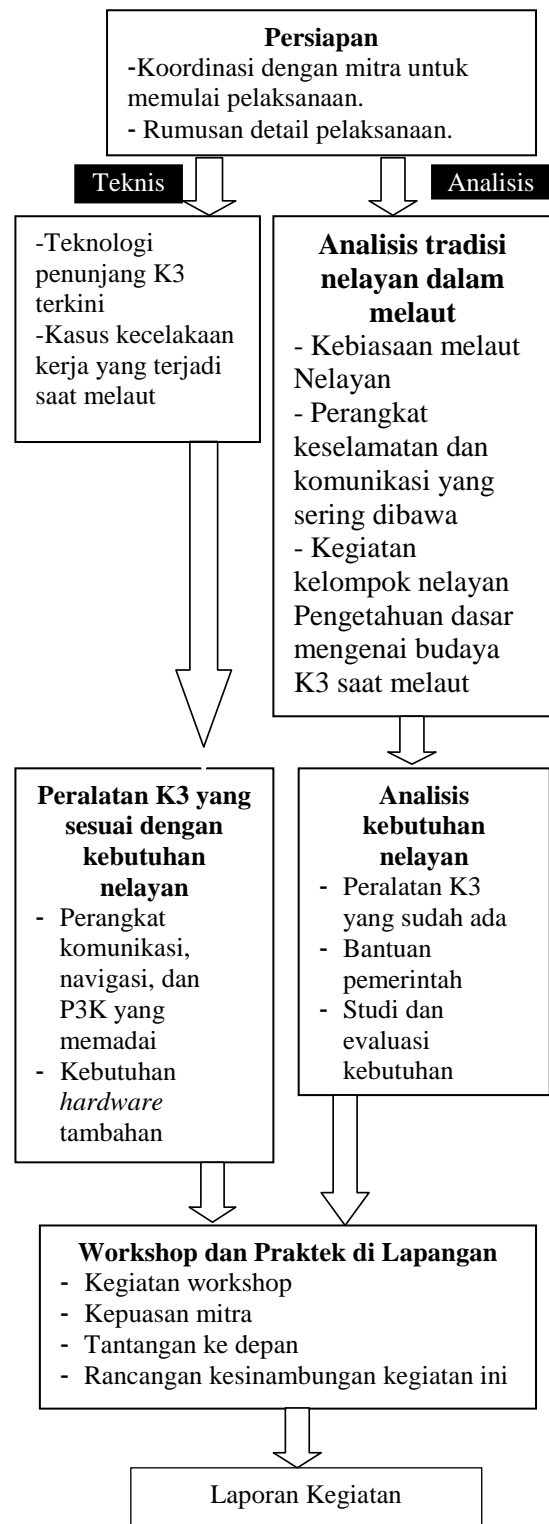 Persiapan
-Koordinasi dengan mitra untuk
memulai pelaksanaan.
- Rumusan detail pelaksanaan.
Teknis
Analisis
-Teknologi
penunjang K3
terkini
-Kasus kecelakaan
kerja yang terjadi
saat melaut
Analisis tradisi
nelayan dalam
melaut
- Kebiasaan melaut
Nelayan
- Perangkat
keselamatan dan
komunikasi yang
sering dibawa
- Kegiatan
kelompok nelayan
Pengetahuan dasar
mengenai budaya
K3 saat melaut
Peralatan K3 yang
sesuai dengan
kebutuhan
nelayan
- Perangkat
komunikasi,
navigasi, dan
P3K yang
memadai
- Kebutuhan
hardware
tambahan
Analisis
kebutuhan
nelayan
- Peralatan K3
yang sudah ada
- Bantuan
pemerintah
- Studi dan
evaluasi
kebutuhan
Workshop dan Praktek di Lapangan
- Kegiatan workshop
- Kepuasan mitra
- Tantangan ke depan
- Rancangan kesinambungan kegiatan ini
Laporan Kegiatan